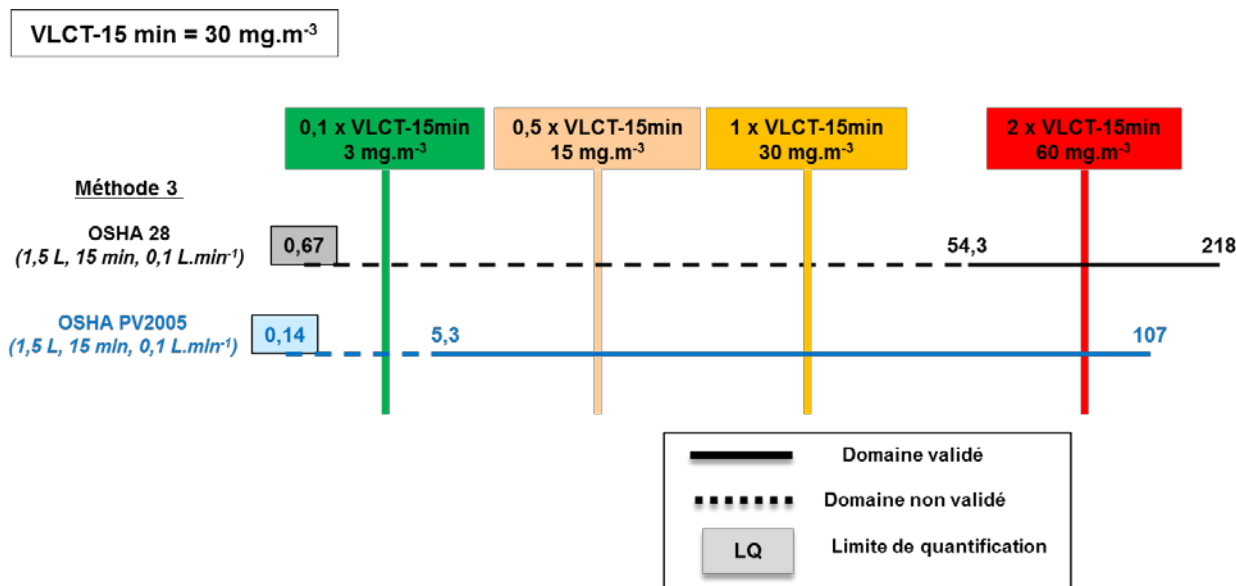 VLCT-15 min = 30 mg.m⁻³
0,1 x VLCT-15min
3 mg.m⁻³
0,5 x VLCT-15min
15 mg.m⁻³
1 x VLCT-15min
30 mg.m⁻³
2 x VLCT-15min
60 mg.m⁻³
Méthode 3
OSHA 28
(1,5 L, 15 min, 0,1 L.min⁻¹)
0,67
54,3
218
OSHA PV2005
(1,5 L, 15 min, 0,1 L.min⁻¹)
0,14
5,3
107
Domaine validé
Domaine non validé
LQ
Limite de quantification